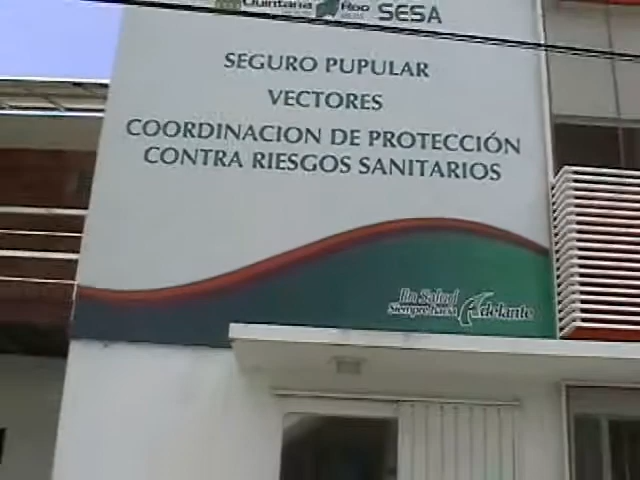 Quintana Roo SESA
SEGURO PUPULAR
VECTORES
COORDINACION DE PROTECCIÓN
CONTRA RIESGOS SANITARIOS
En Salud
Siempre hacia Adelante